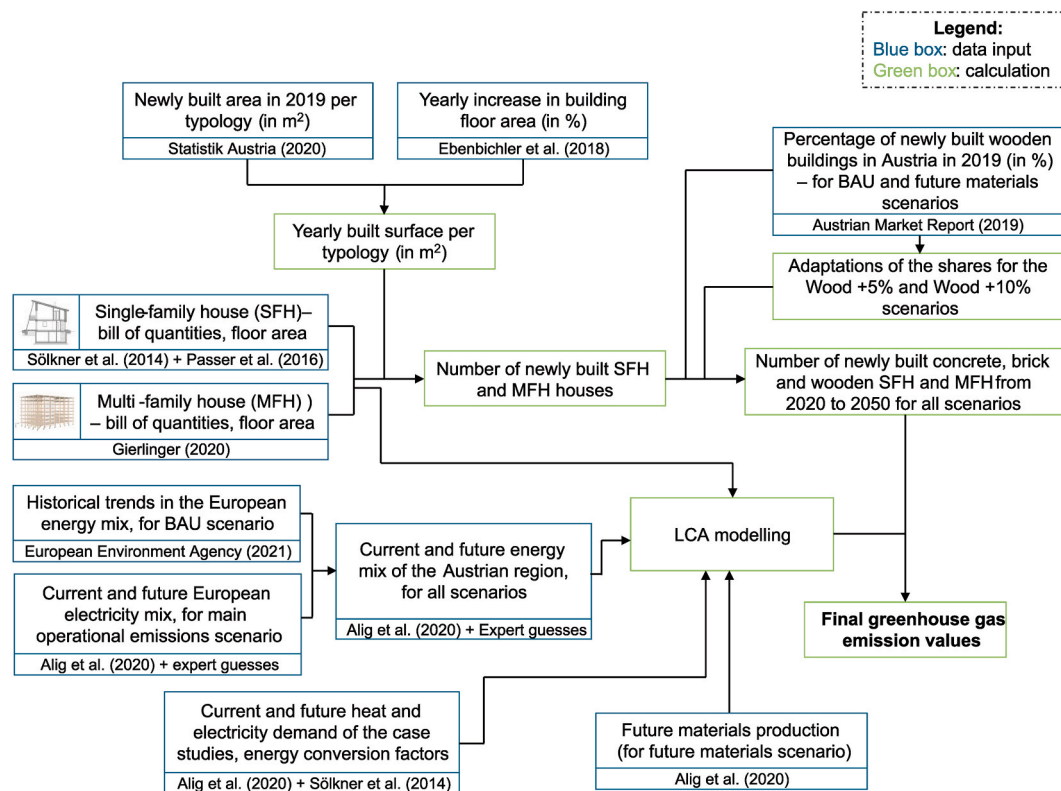 Legend:
Blue box: data input
Green box: calculation
Newly built area in 2019 per
typology (in m²)
Statistik Austria (2020)
Yearly increase in building
floor area (in %)
Ebenbichler et al. (2018)
Percentage of newly built wooden
buildings in Austria in 2019 (in %)
– for BAU and future materials
scenarios
Austrian Market Report (2019)
Yearly built surface per
typology (in m²)
Adaptations of the shares for the
Wood +5% and Wood +10%
scenarios
Single-family house (SFH)–
bill of quantities, floor area
Sölkner et al. (2014) + Passer et al. (2016)
Number of newly built SFH
and MFH houses
Number of newly built concrete, brick
and wooden SFH and MFH from
2020 to 2050 for all scenarios
Multi -family house (MFH) )
– bill of quantities, floor area
Gierlinger (2020)
Historical trends in the European
energy mix, for BAU scenario
European Environment Agency (2021)
Current and future energy
mix of the Austrian region,
for all scenarios
Alig et al. (2020) + Expert guesses
LCA modelling
Current and future European
electricity mix, for main
operational emissions scenario
Alig et al. (2020) + expert guesses
Final greenhouse gas
emission values
Current and future heat and
electricity demand of the case
studies, energy conversion factors
Alig et al. (2020) + Sölkner et al. (2014)
Future materials production
(for future materials scenario)
Alig et al. (2020)